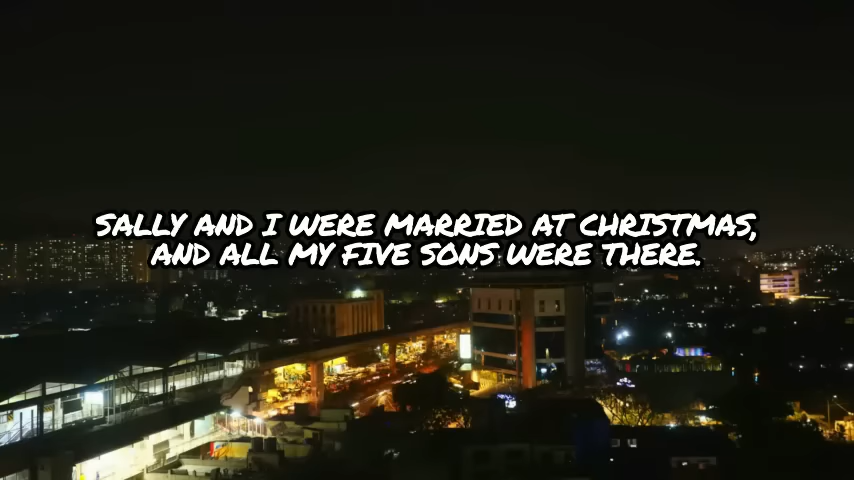 SALLY AND I WERE MARRIED AT CHRISTMAS,
AND ALL MY FIVE SONS WERE THERE.